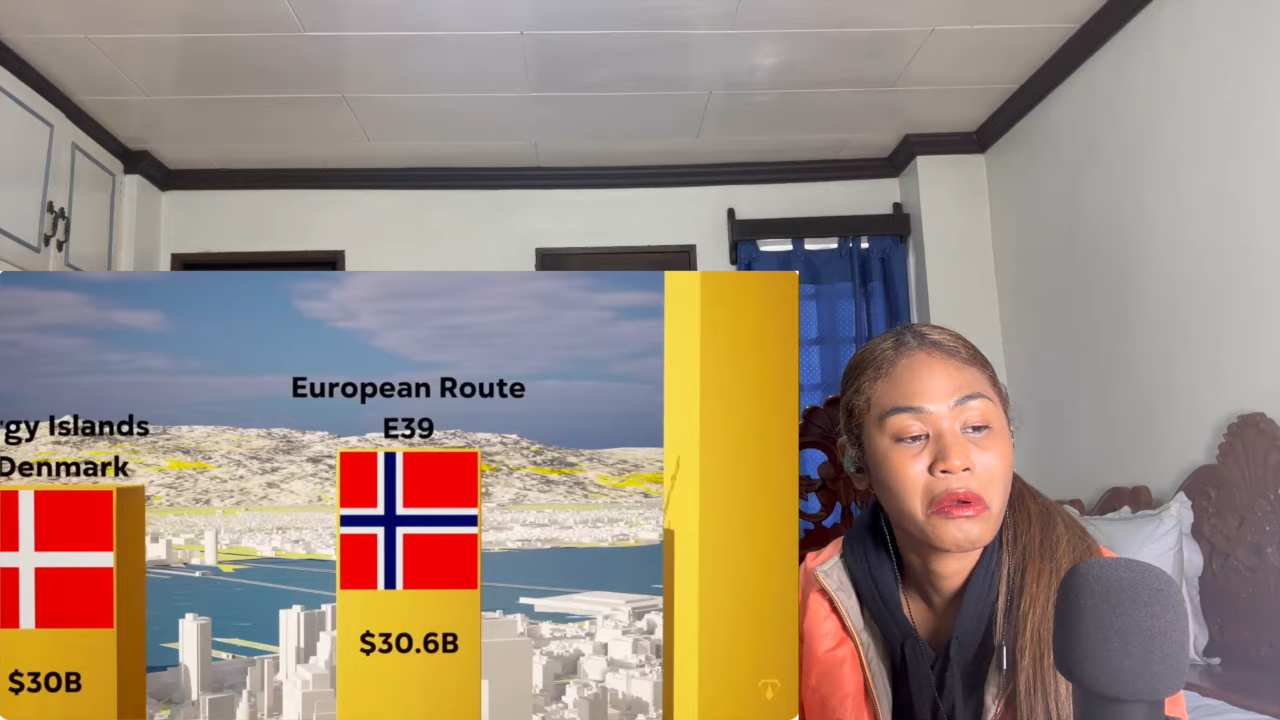 rgy Islands
Denmark
$30B
European Route
E39
$30.6B